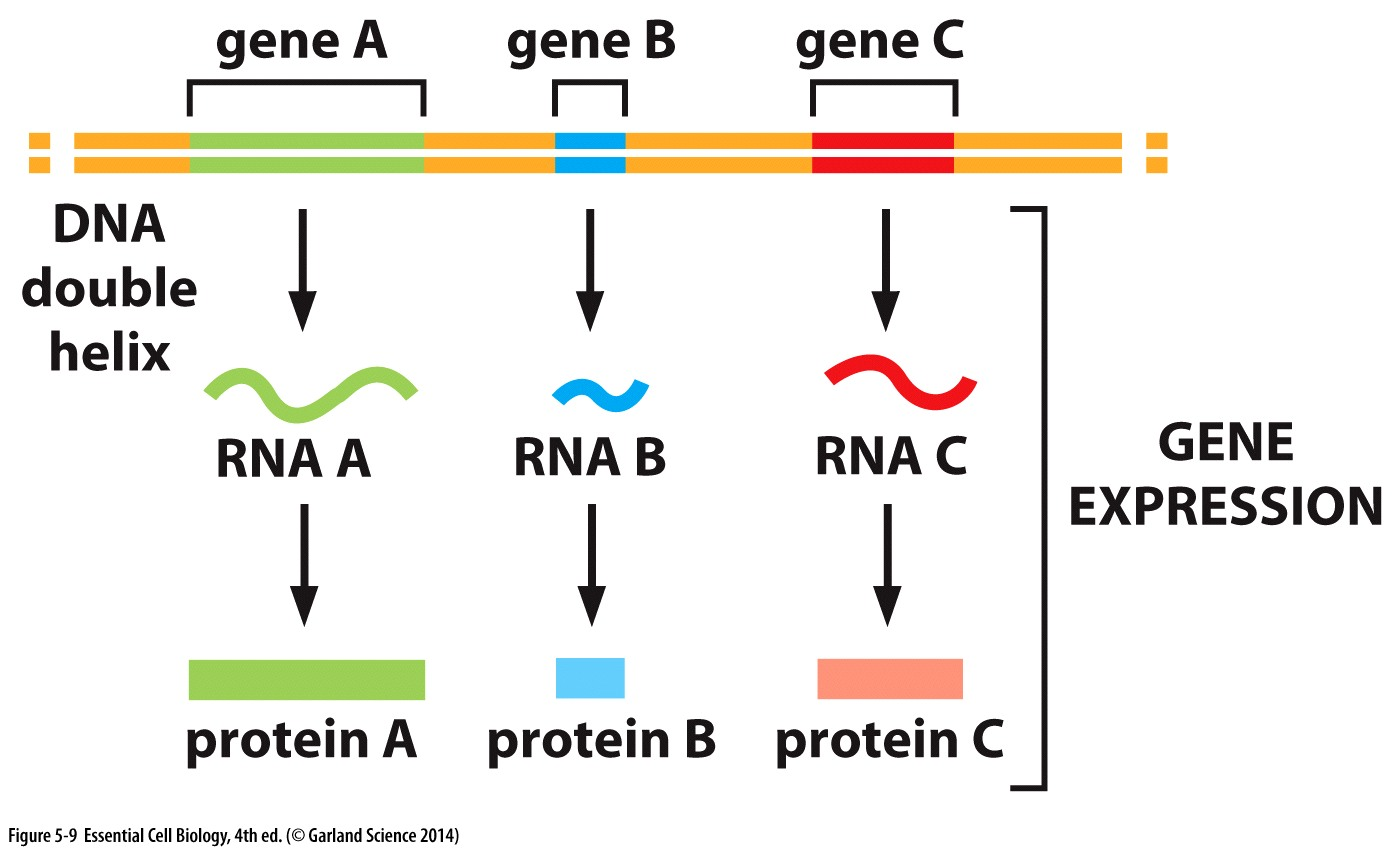 gene A
gene B
gene C
DNA
double
helix
RNA A
RNA B
RNA C
GENE
EXPRESSION
protein A
protein B
protein C
Figure 5-9 Essential Cell Biology, 4th ed. (© Garland Science 2014)